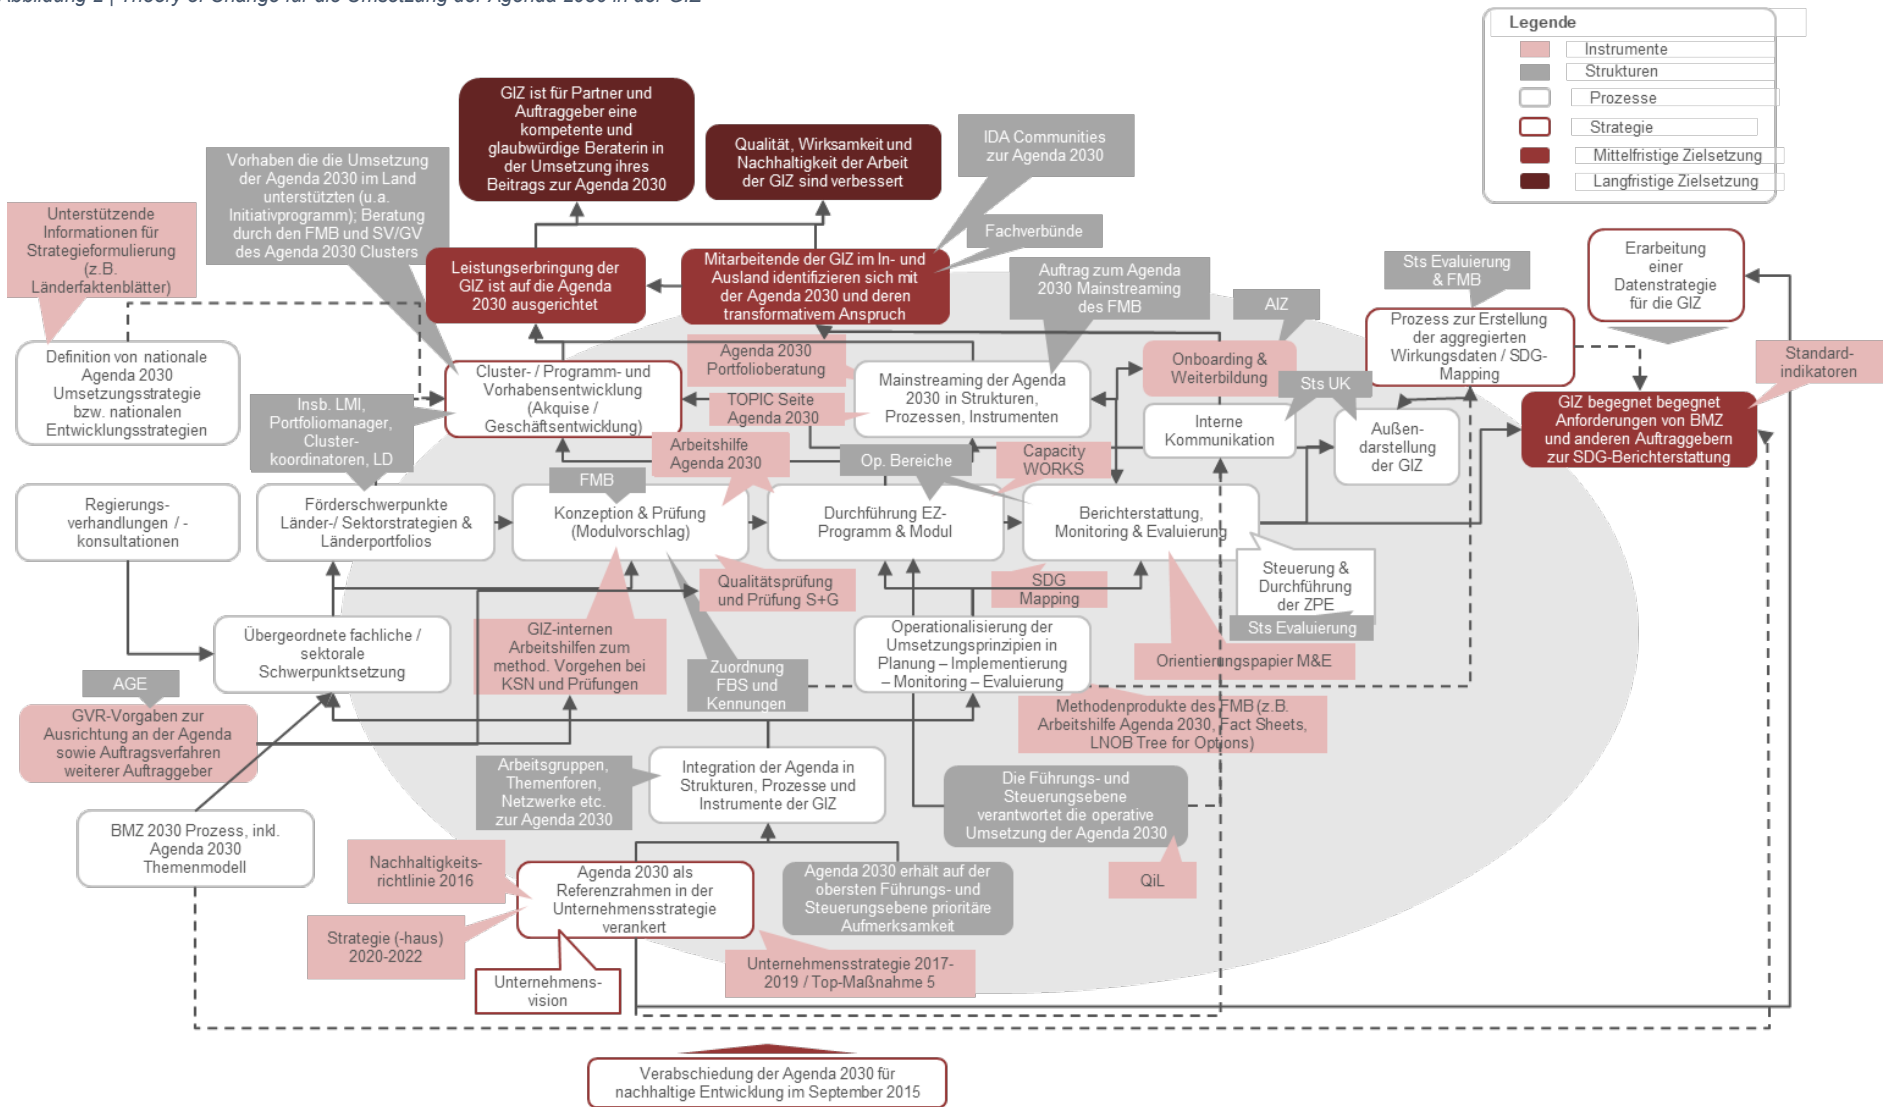 Abbildung 2 | Theory of Change für die Umsetzung der Agenda 2030 in der GIZ
Legende
Instrumente
Strukturen
Prozesse
Strategie
Mittelfristige Zielsetzung
Langfristige Zielsetzung
GIZ ist für Partner und
Auftraggeber eine
kompetente und
glaubwürdige Beraterin in
der Umsetzung ihres
Beitrags zur Agenda 2030
Qualität, Wirksamkeit und
Nachhaltigkeit der Arbeit
der GIZ sind verbessert
IDA Communities
zur Agenda 2030
Vorhaben die die Umsetzung
der Agenda 2030 im Land
unterstützten (u.a.
Initiativprogramm); Beratung
durch den FMB und SV/GV
des Agenda 2030 Clusters
Unterstützende
Informationen für
Strategieformulierung
(z.B.
Länderfaktenblätter)
Fachverbünde
Leistungserbringung der
GIZ ist auf die Agenda
2030 ausgerichtet
Mitarbeitende der GIZ im In- und
Ausland identifizieren sich mit
der Agenda 2030 und deren
transformativem Anspruch
Auftrag zum Agenda
2030 Mainstreaming
des FMB
AIZ
Sts Evaluierung
& FMB
Erarbeitung
einer
Datenstrategie
für die GIZ
Definition von nationale
Agenda 2030
Umsetzungsstrategie
bzw. nationalen
Entwicklungsstrategien
Cluster- / Programm- und
Vorhabensentwicklung
(Akquise /
Geschäftsentwicklung)
Agenda 2030
Portfolioberatung
TOPIC Seite
Agenda 2030
Mainstreaming der Agenda
2030 in Strukturen,
Prozessen, Instrumenten
Onboarding &
Weiterbildung
Sts UK
Prozess zur Erstellung
der aggregierten
Wirkungsdaten / SDG-
Mapping
Standard-
indikatoren
Insb. LMI,
Portfoliomanager,
Cluster-
koordinatoren, LD
Arbeitshilfe
Agenda 2030
Op. Bereiche
Capacity
WORKS
Interne
Kommunikation
Außen-
darstellung
der GIZ
GIZ begegnet begegnet
Anforderungen von BMZ
und anderen Auftraggebern
zur SDG-Berichterstattung
FMB
Regierungs-
verhandlungen / -
konsultationen
Förderschwerpunkte
Länder-/ Sektorstrategien &
Länderportfolios
Konzeption & Prüfung
(Modulvorschlag)
Durchführung EZ-
Programm & Modul
Berichterstattung,
Monitoring & Evaluierung
Qualitätsprüfung
und Prüfung S+G
SDG
Mapping
Steuerung &
Durchführung
der ZPE
Sts Evaluierung
Übergeordnete fachliche /
sektorale
Schwerpunktsetzung
GIZ-internen
Arbeitshilfen zum
method. Vorgehen bei
KSN und Prüfungen
Zuordnung
FBS und
Kennungen
Operationalisierung der
Umsetzungsprinzipien in
Planung – Implementierung
– Monitoring – Evaluierung
Orientierungspapier M&E
AGE
GVR-Vorgaben zur
Ausrichtung an der Agenda
sowie Auftragsverfahren
weiterer Auftraggeber
Methodenprodukte des FMB (z.B.
Arbeitshilfe Agenda 2030, Fact Sheets,
LNOB Tree for Options)
Arbeitsgruppen,
Themenforen,
Netzwerke etc.
zur Agenda 2030
Integration der Agenda in
Strukturen, Prozesse und
Instrumente der GIZ
Die Führungs- und
Steuerungsebene
verantwortet die operative
Umsetzung der Agenda 2030
BMZ 2030 Prozess, inkl.
Agenda 2030
Themenmodell
Nachhaltigkeits-
richtlinie 2016
Agenda 2030 als
Referenzrahmen in der
Unternehmensstrategie
verankert
Agenda 2030 erhält auf der
obersten Führungs- und
Steuerungsebene prioritäre
Aufmerksamkeit
QiL
Strategie (-haus)
2020-2022
Unternehmens-
vision
Unternehmensstrategie 2017-
2019 / Top-Maßnahme 5
Verabschiedung der Agenda 2030 für
nachhaltige Entwicklung im September 2015